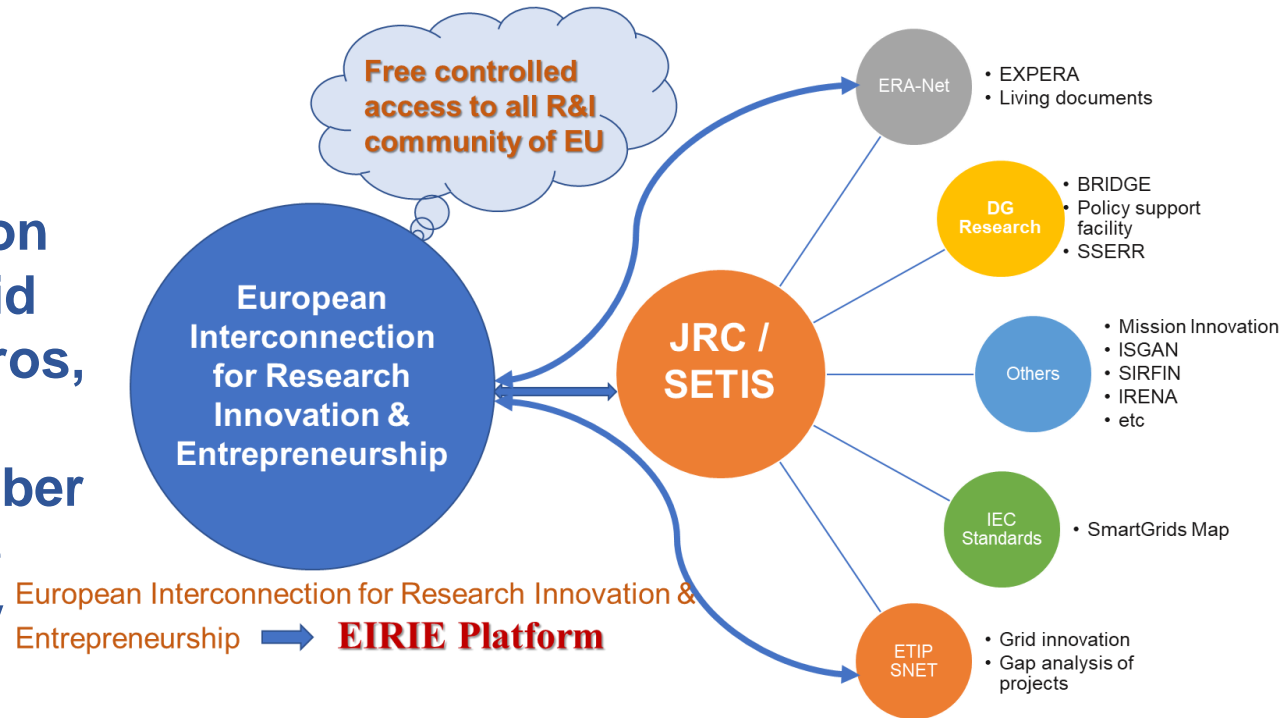 Free controlled
access to all R&I
community of EU
on
id
ros,
ber
European
Interconnection
for Research
Innovation &
Entrepreneurship
JRC /
SETIS
ERA-Net
• EXPERA
• Living documents
DG
Research
• BRIDGE
• Policy support
facility
• SSERR
Others
• Mission Innovation
• ISGAN
• SIRFIN
• IRENA
• etc
IEC
Standards
• SmartGrids Map
ETIP
SNET
• Grid innovation
• Gap analysis of
projects
European Interconnection for Research Innovation &
Entrepreneurship
EIRIE Platform